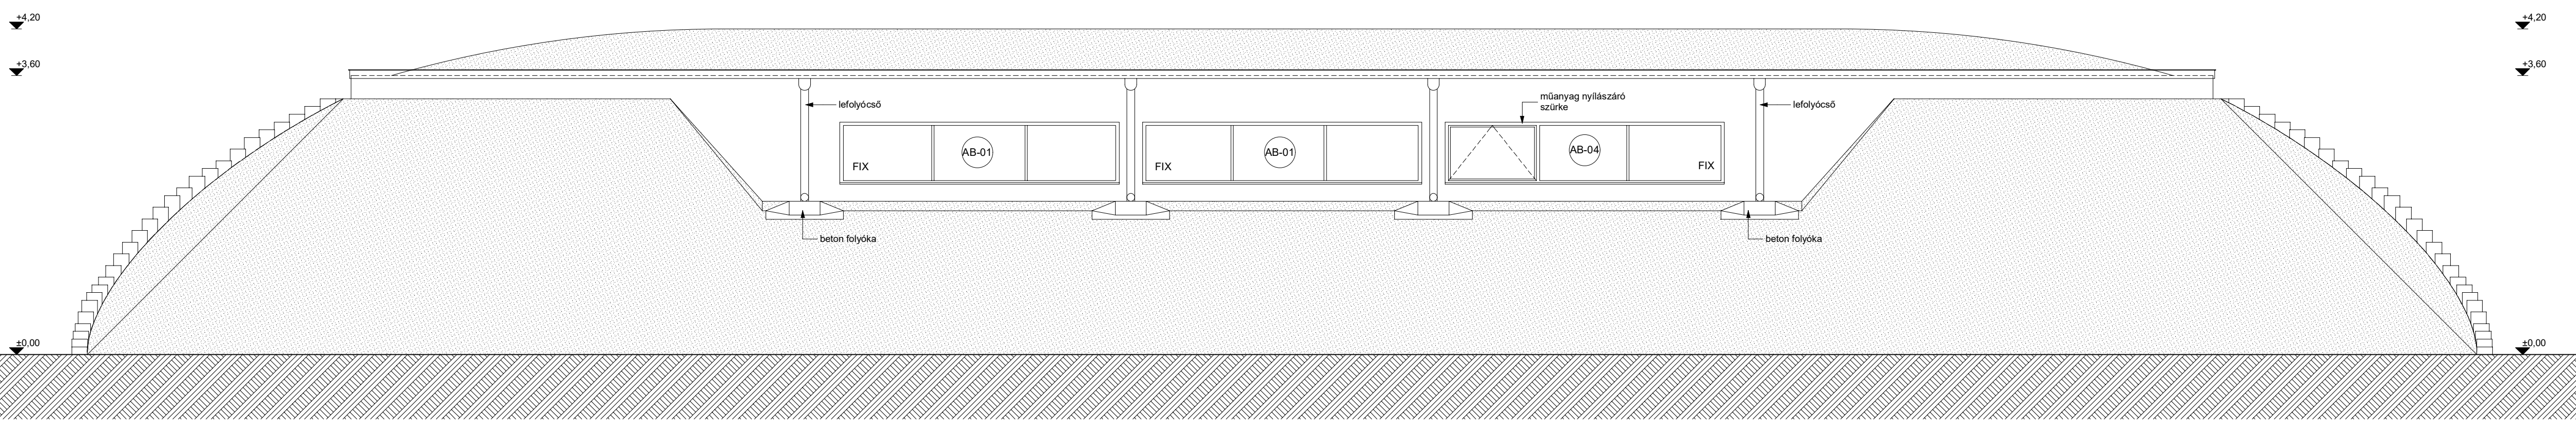 +4,20
+4,20
+3,60
+3,60
lefolyócső
műanyag nyílászáró
szürke
lefolyócső
FIX
AB-01
FIX
AB-01
AB-04
FIX
beton folyóka
beton folyóka
±0,00
±0,00